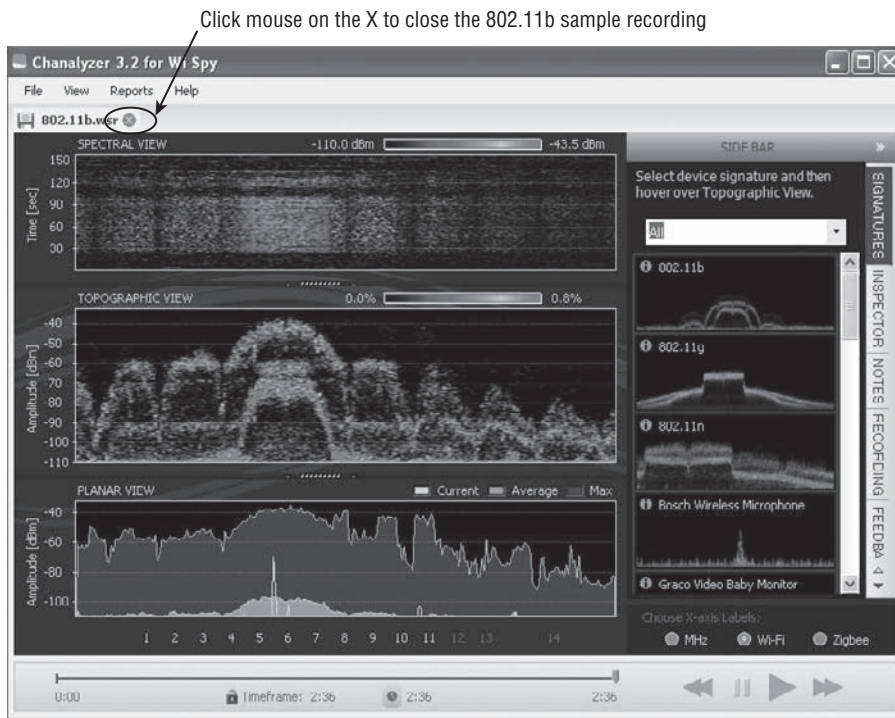 Click mouse on the X to close the 802.11b sample recording
Chanalyzer 3.2 for Wi Spy
File View Reports Help
802.11b.wsr
SPECTRAL VIEW -110.0 dBm -43.5 dBm
Time [sec]
150
120
90
60
30
TOPOGRAPHIC VIEW 0.0% 0.8%
Amplitude [dBm]
-40
-50
-60
70
80
-90
-100
-110
PLANAR VIEW Current Average Max
Amplitude [dBm]
-40
-60
-80
-100
1 2 3 4 5 6 7 8 9 10 11 12 13 14
SIDE BAR »
Select device signature and then
hover over Topographic View.
All
802.11b
802.11g
802.11n
Bosch Wireless Microphone
Graco Video Baby Monitor
SIGNATURES
INSPECTOR
NOTES
RECORDING
FEEDBA
Choose X-axis Labels:
MHz Wi-Fi Zigbee
0:00 Timeframe: 2:36 2:36 2:36